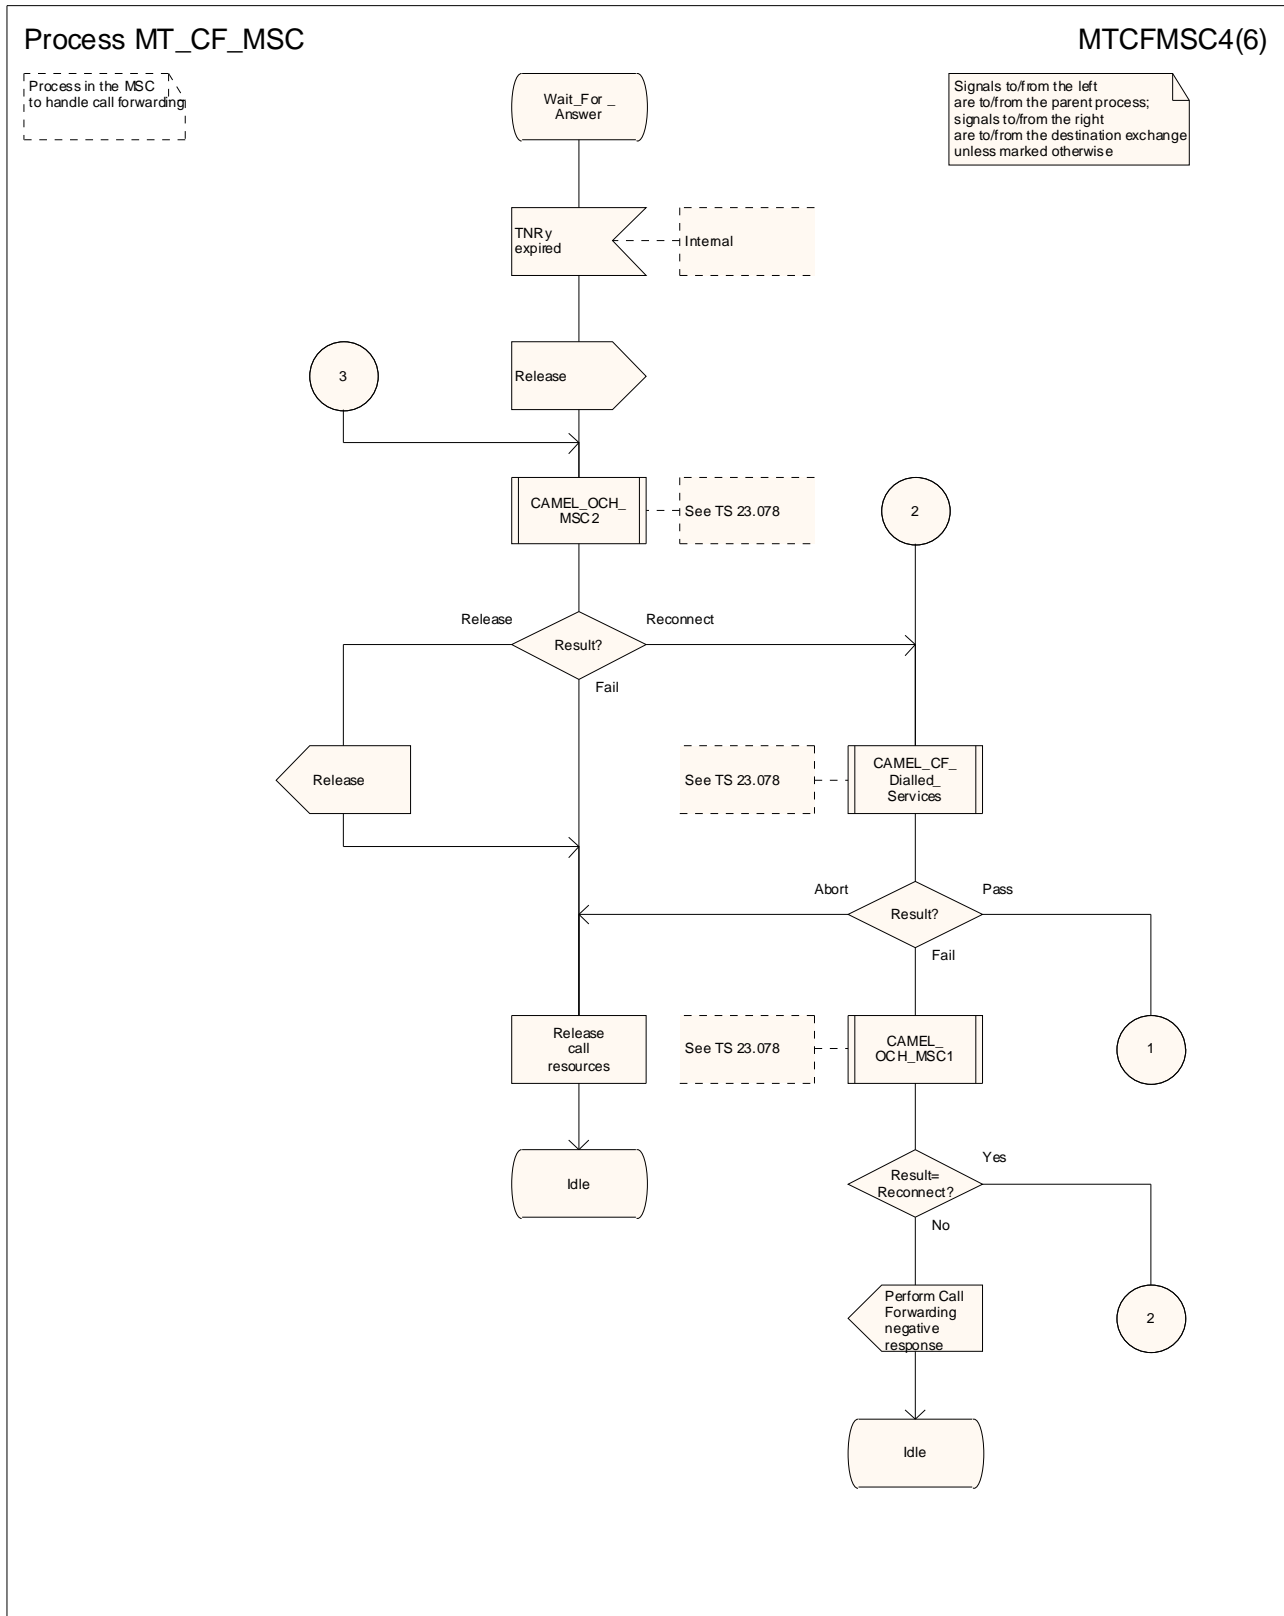 Process MT_CF_MSC
MTCFMSC4(6)
Process in the MSC
to handle call forwarding
Signals to/from the left
are to/from the parent process;
signals to/from the right
are to/from the destination exchange
unless marked otherwise
Wait_For_
Answer
TNRy
expired
Internal
Release
3
CAMEL_OCH_
MSC2
See TS 23.078
2
Release
Result?
Reconnect
Fail
Release
See TS 23.078
CAMEL_CF_
Dialled_
Services
Abort
Result?
Pass
Fail
Release
call
resources
See TS 23.078
CAMEL_
OCH_MSC1
1
Idle
Result=
Reconnect?
Yes
No
Perform Call
Forwarding
negative
response
2
Idle